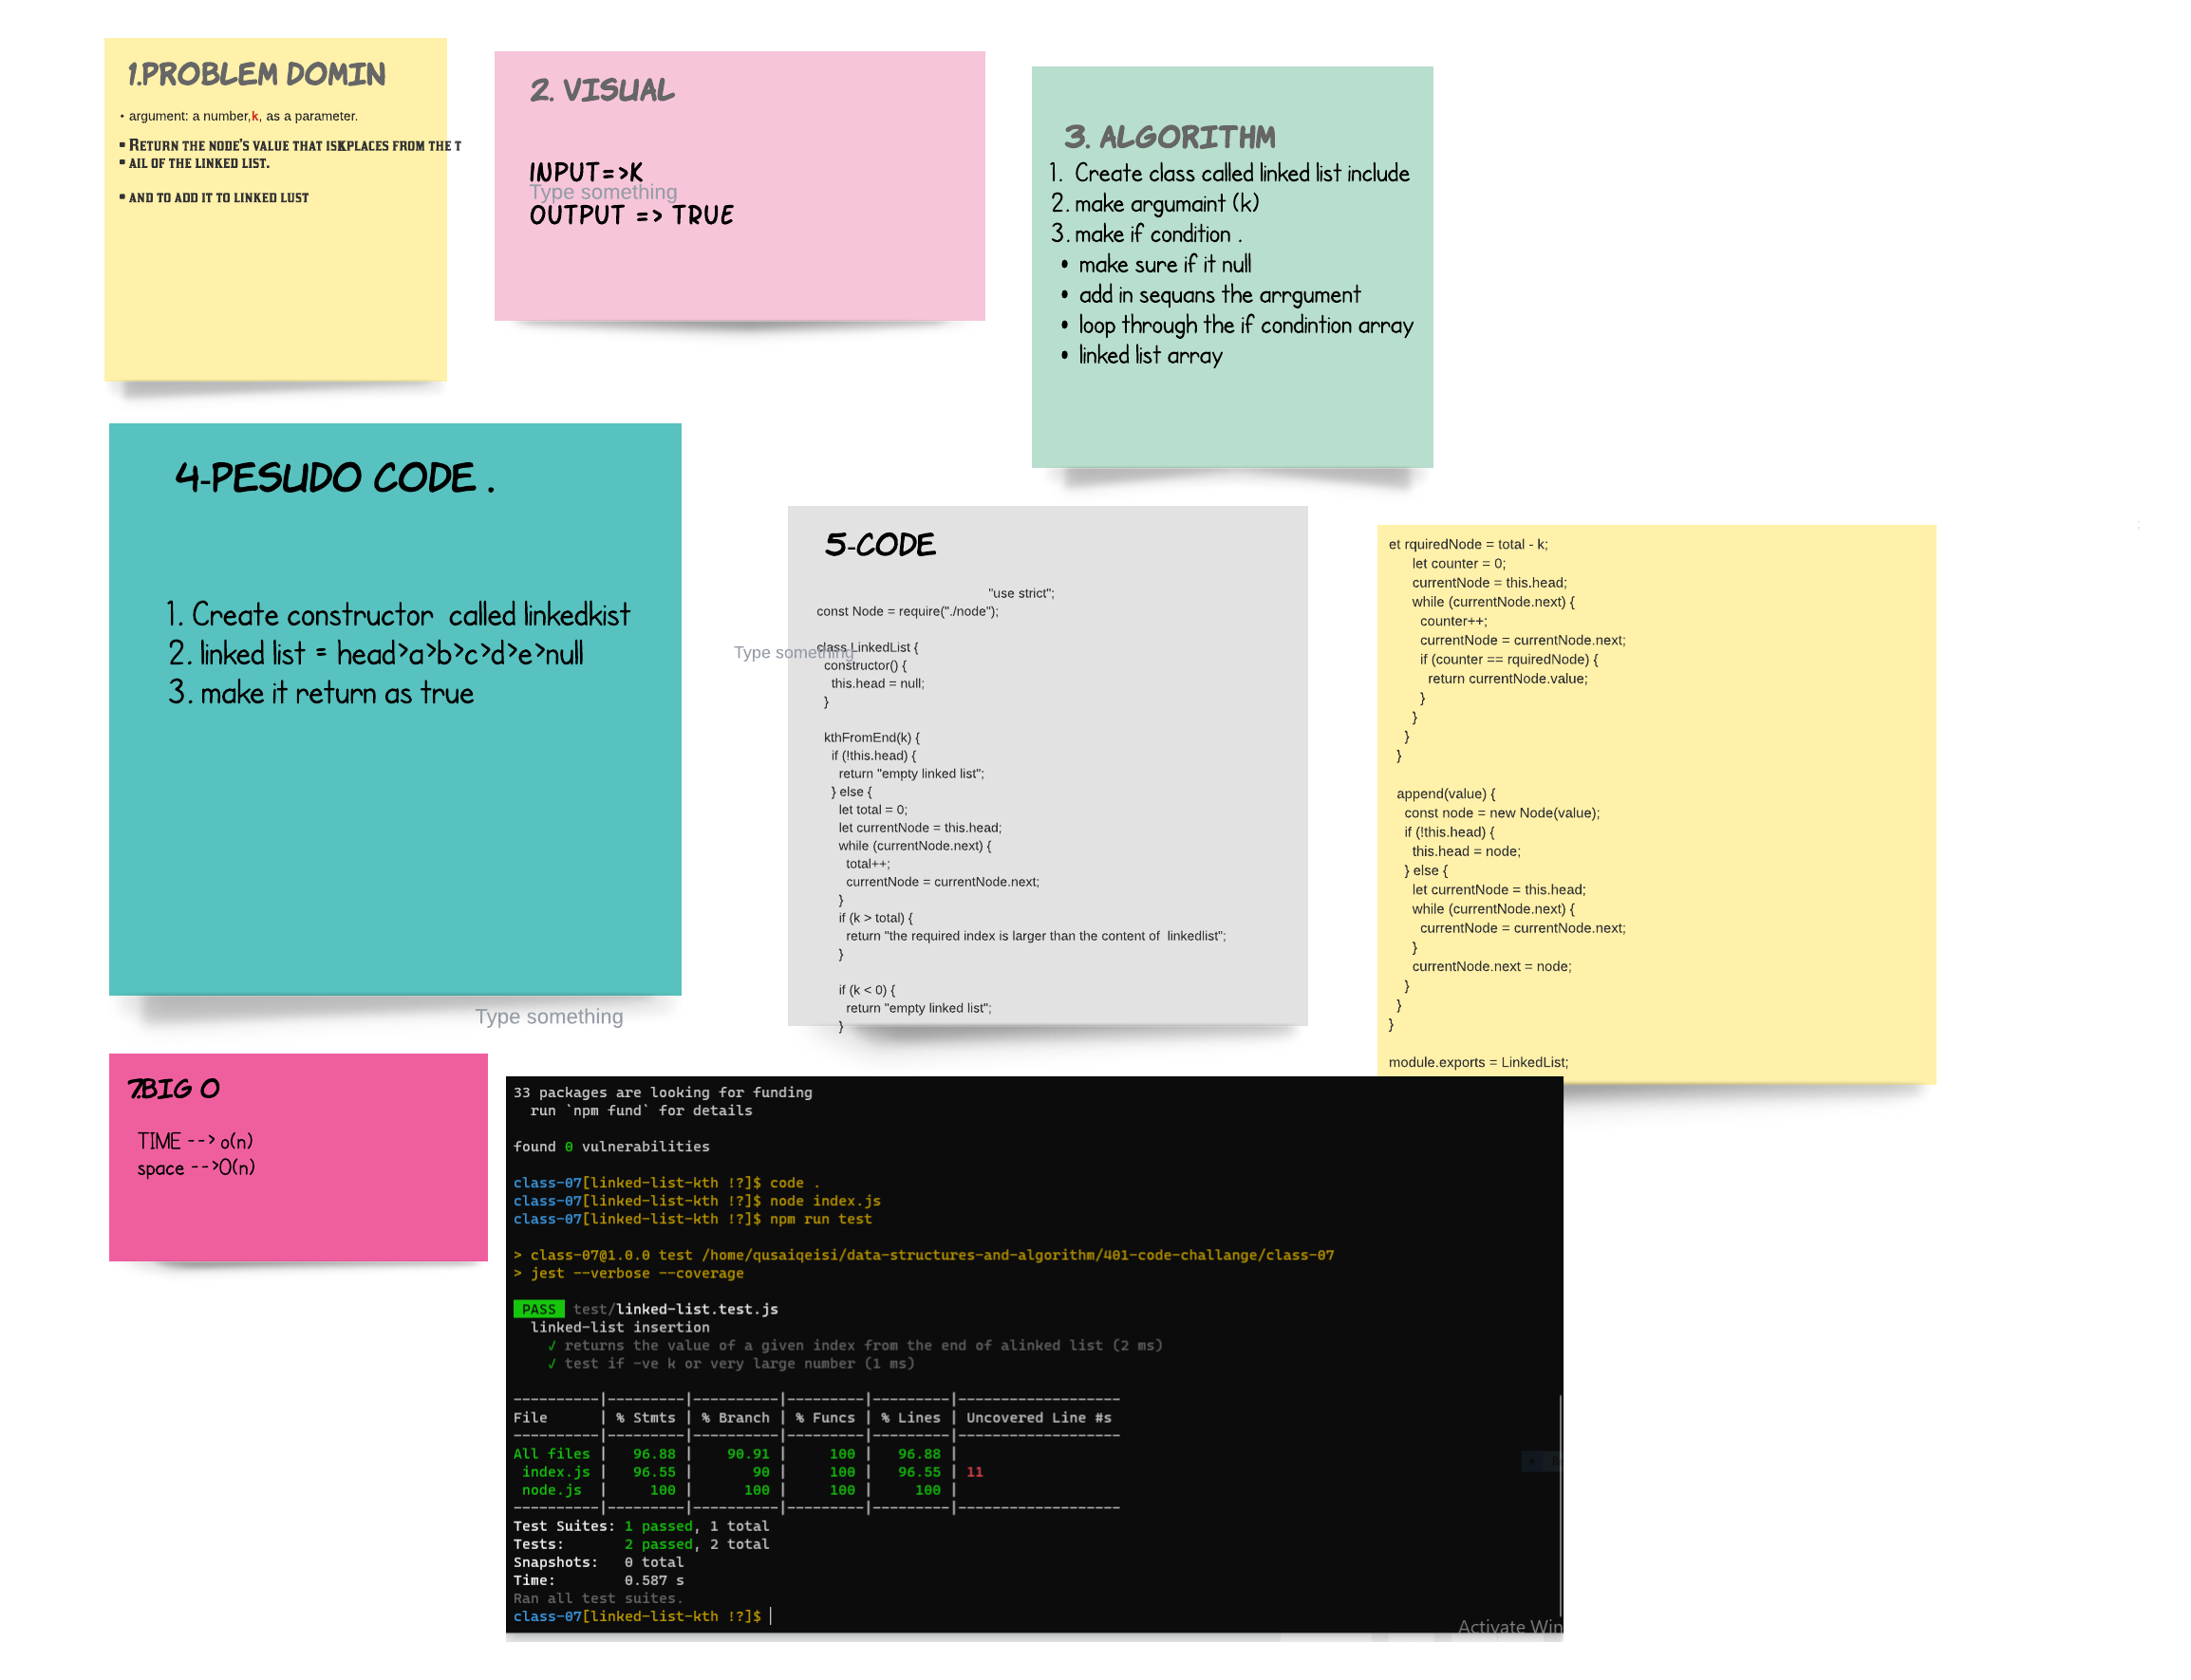 1.PROBLEM DOMIN
• argument: a number,k, as a parameter.
• RETURN THE NODE'S VALUE THAT ISKPLACES FROM THE T
• AIL OF THE LINKED LIST.
• AND TO ADD IT TO LINKED LUST
2. VISUAL
INPUT=>K
Type something
OUTPUT => TRUE
3. ALGORITHM
1. Create class called linked list include
2. make argumaint (k)
3. make if condition .
• make sure if it null
• add in sequans the arrgument
• loop through the if condintion array
• linked list array
4-PESUDO CODE .
1. Create constructor called linkedkist
2. linked list = head>a>b>c>d>e>null
3. make it return as true
Type something
5-CODE
"use strict";
const Node = require("./node");
Type something
class LinkedList {
constructor() {
this.head = null;
}
kthFromEnd(k) {
if (!this.head) {
return "empty linked list";
} else {
let total = 0;
let currentNode = this.head;
while (currentNode.next) {
total++;
currentNode = currentNode.next;
}
if (k > total) {
return "the required index is larger than the content of  linkedlist";
}
if (k < 0) {
return "empty linked list";
}
et rquiredNode = total - k;
let counter = 0;
currentNode = this.head;
while (currentNode.next) {
counter++;
currentNode = currentNode.next;
if (counter == rquiredNode) {
return currentNode.value;
}
}
}
}
append(value) {
const node = new Node(value);
if (!this.head) {
this.head = node;
} else {
let currentNode = this.head;
while (currentNode.next) {
currentNode = currentNode.next;
}
currentNode.next = node;
}
}
}
module.exports = LinkedList;
7.BIG O
TIME --> o(n)
space -->O(n)
33 packages are looking for funding
run `npm fund` for details
found 0 vulnerabilities
class-07[linked-list-kth !?]$ code .
class-07[linked-list-kth !?]$ node index.js
class-07[linked-list-kth !?]$ npm run test
> class-07@1.0.0 test /home/qusaiqeisi/data-structures-and-algorithm/401-code-challange/class-07
> jest --verbose --coverage
PASS test/linked-list.test.js
linked-list insertion
✓ returns the value of a given index from the end of alinked list (2 ms)
✓ test if -ve k or very large number (1 ms)
----------|---------|----------|---------|---------|-------------------
File      | % Stmts | % Branch | % Funcs | % Lines | Uncovered Line #s
----------|---------|----------|---------|---------|-------------------
All files |   96.88 |    90.91 |     100 |   96.88 |
index.js |   96.55 |       90 |     100 |   96.55 | 11
node.js  |     100 |      100 |     100 |     100 |
----------|---------|----------|---------|---------|-------------------
Test Suites: 1 passed, 1 total
Tests:       2 passed, 2 total
Snapshots:   0 total
Time:        0.587 s
Ran all test suites.
class-07[linked-list-kth !?]$
Activate Win